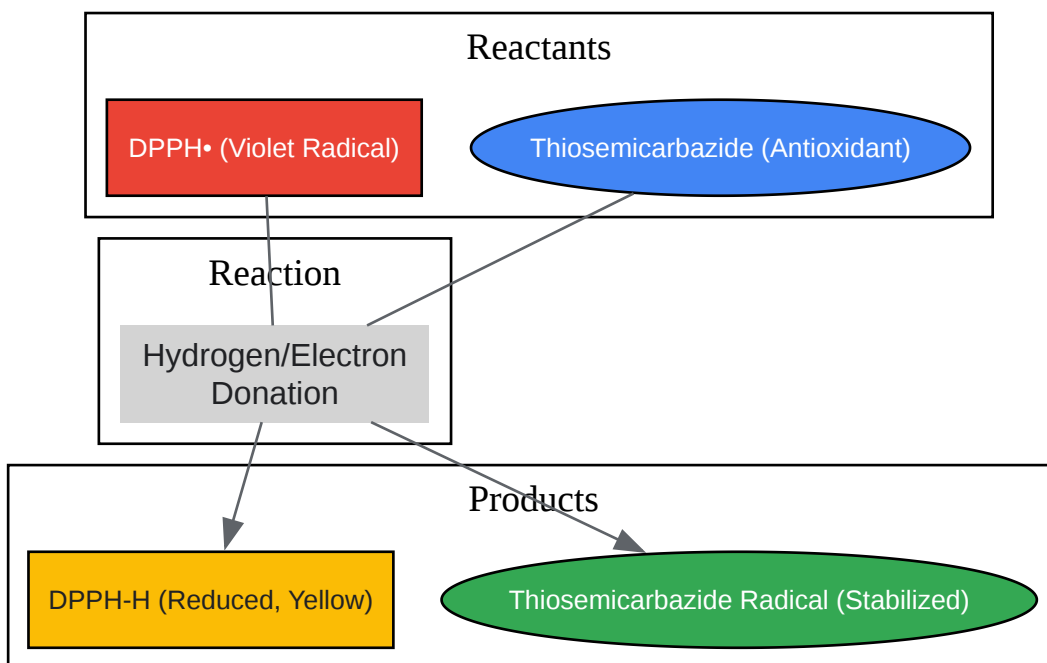 Reactants
DPPH• (Violet Radical)
Thiosemicarbazide (Antioxidant)
Reaction
Hydrogen/Electron
Donation
Products
DPPH-H (Reduced, Yellow)
Thiosemicarbazide Radical (Stabilized)